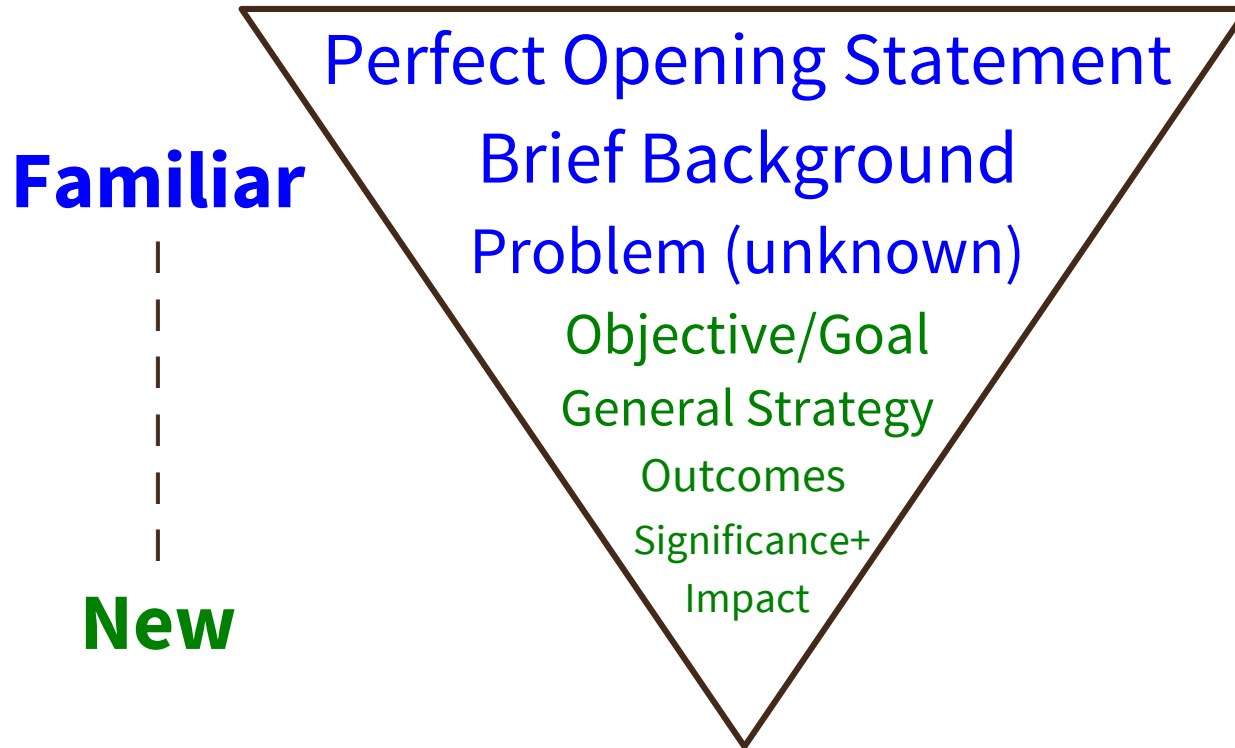 Perfect Opening Statement
Brief Background
Familiar
Problem (unknown)
Objective/Goal
General Strategy
Outcomes
Significance+
Impact
New